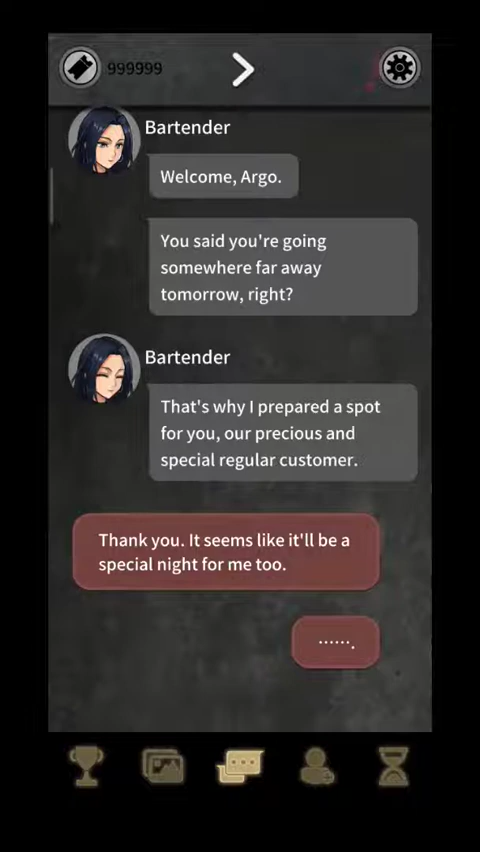 999999
Bartender
Welcome, Argo.
You said you're going
somewhere far away
tomorrow, right?
Bartender
That's why I prepared a spot
for you, our precious and
special regular customer.
Thank you. It seems like it'll be a
special night for me too.
.......